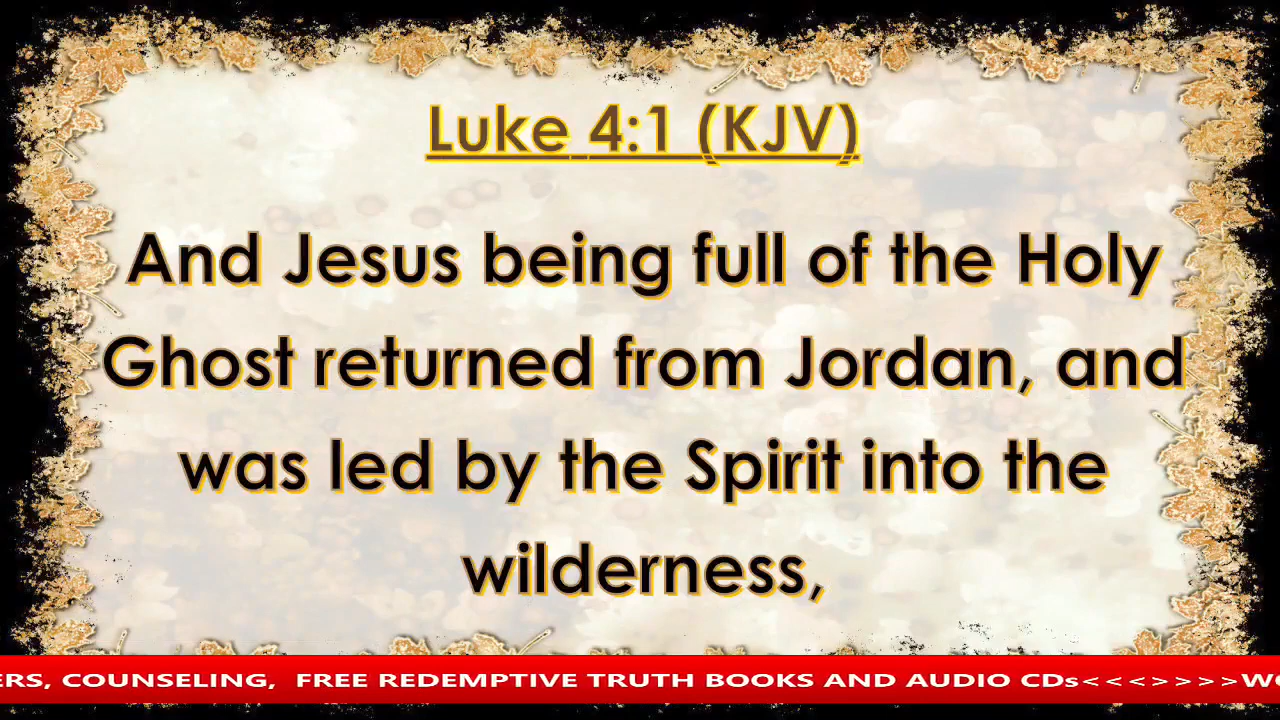 Luke 4:1 (KJV)
And Jesus being full of the Holy
Ghost returned from Jordan, and
was led by the Spirit into the
wilderness,
COUNSELING,  FREE REDEMPTIVE TRUTH BOOKS AND AUDIO CDs<<<>>>>